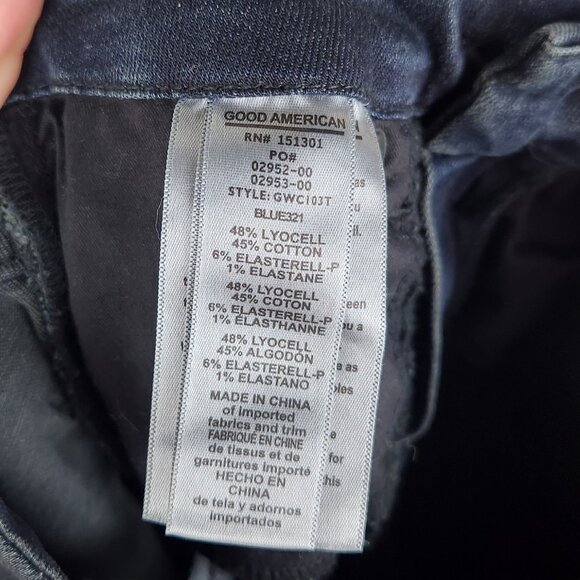 GOOD AMERICAN
RN# 151301
PO#
02952-00
02953-00
STYLE: GWC103T
BLUE321
48% LYOCELL
45% COTTON
6% ELASTERELL-P
1% ELASTANE
48% LYOCELL
45% COTON
6% ELASTERELL-P
1% ÉLASTHANNE
48% LYOCELL
45% ALGODÓN
6% ELASTERELL-P
1% ELASTANO
MADE IN CHINA
of imported
fabrics and trim
FABRIQUÉ EN CHINE
de tissus et de
garnitures importé
HECHO EN
CHINA
de tela y adornos
importados